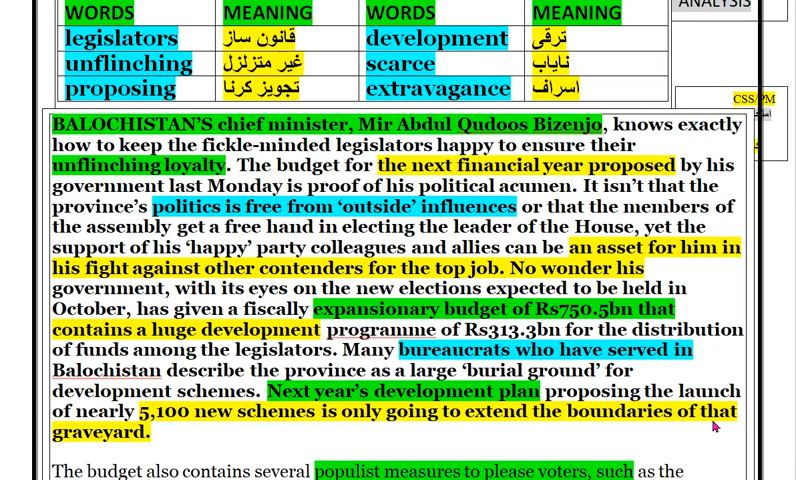 WORDS MEANING WORDS MEANING
legislators قانون ساز development ترقی
unflinching غیر متزلزل scarce نایاب
proposing تجویز کرنا extravagance اسراف
ANALYSIS
CSS/PM
BALOCHISTAN'S chief minister, Mir Abdul Qudoos Bizenjo, knows exactly
how to keep the fickle-minded legislators happy to ensure their
unflinching loyalty. The budget for the next financial year proposed by his
government last Monday is proof of his political acumen. It isn't that the
province's politics is free from 'outside' influences or that the members of
the assembly get a free hand in electing the leader of the House, yet the
support of his 'happy' party colleagues and allies can be an asset for him in
his fight against other contenders for the top job. No wonder his
government, with its eyes on the new elections expected to be held in
October, has given a fiscally expansionary budget of Rs750.5bn that
contains a huge development programme of Rs313.3bn for the distribution
of funds among the legislators. Many bureaucrats who have served in
Balochistan describe the province as a large 'burial ground' for
development schemes. Next year's development plan proposing the launch
of nearly 5,100 new schemes is only going to extend the boundaries of that
graveyard.
The budget also contains several populist measures to please voters, such as the